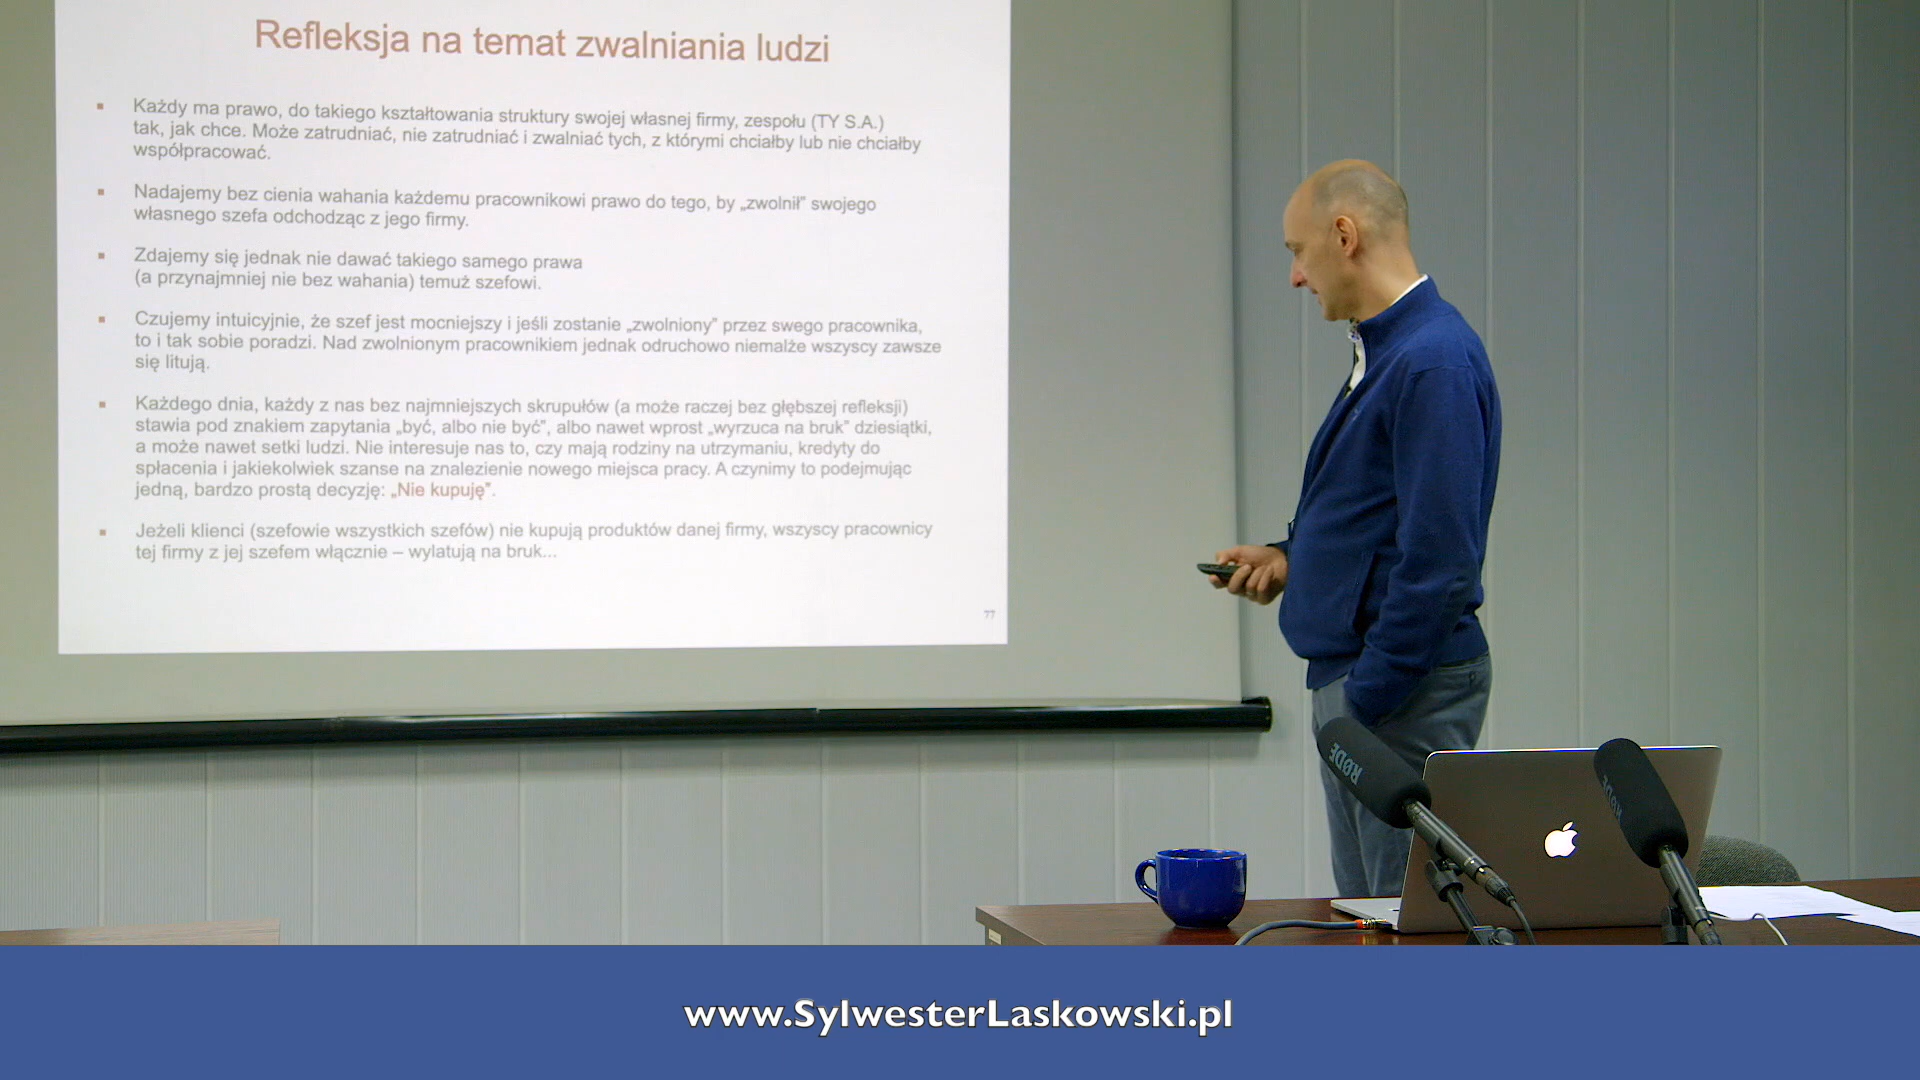 Refleksja na temat zwalniania ludzi
Każdy ma prawo, do takiego kształtowania struktury swojej własnej firmy, zespołu (TY S.A.)
tak, jak chce. Może zatrudniać, nie zatrudniać i zwalniać tych, z którymi chciałby lub nie chciałby
współpracować.
Nadajemy bez cienia wahania każdemu pracownikowi prawo do tego, by „zwolnił” swojego
własnego szefa odchodząc z jego firmy.
Zdajemy się jednak nie dawać takiego samego prawa
(a przynajmniej nie bez wahania) temuż szefowi.
Czujemy intuicyjnie, że szef jest mocniejszy i jeśli zostanie „zwolniony” przez swego pracownika,
to i tak sobie poradzi. Nad zwolnionym pracownikiem jednak odruchowo niemalże wszyscy zawsze
się litują.
Każdego dnia, każdy z nas bez najmniejszych skrupułów (a może raczej bez głębszej refleksji)
stawia pod znakiem zapytania „być, albo nie być”, albo nawet wprost „wyrzuca na bruk” dziesiątki,
a może nawet setki ludzi. Nie interesuje nas to, czy mają rodziny na utrzymaniu, kredyty do
spłacenia i jakiekolwiek szanse na znalezienie nowego miejsca pracy. A czynimy to podejmując
jedną, bardzo prostą decyzję: „Nie kupuję”.
Jeżeli klienci (szefowie wszystkich szefów) nie kupują produktów danej firmy, wszyscy pracownicy
tej firmy z jej szefem włącznie – wylatują na bruk...
77
RØDE
RØDE
www.SylwesterLaskowski.pl